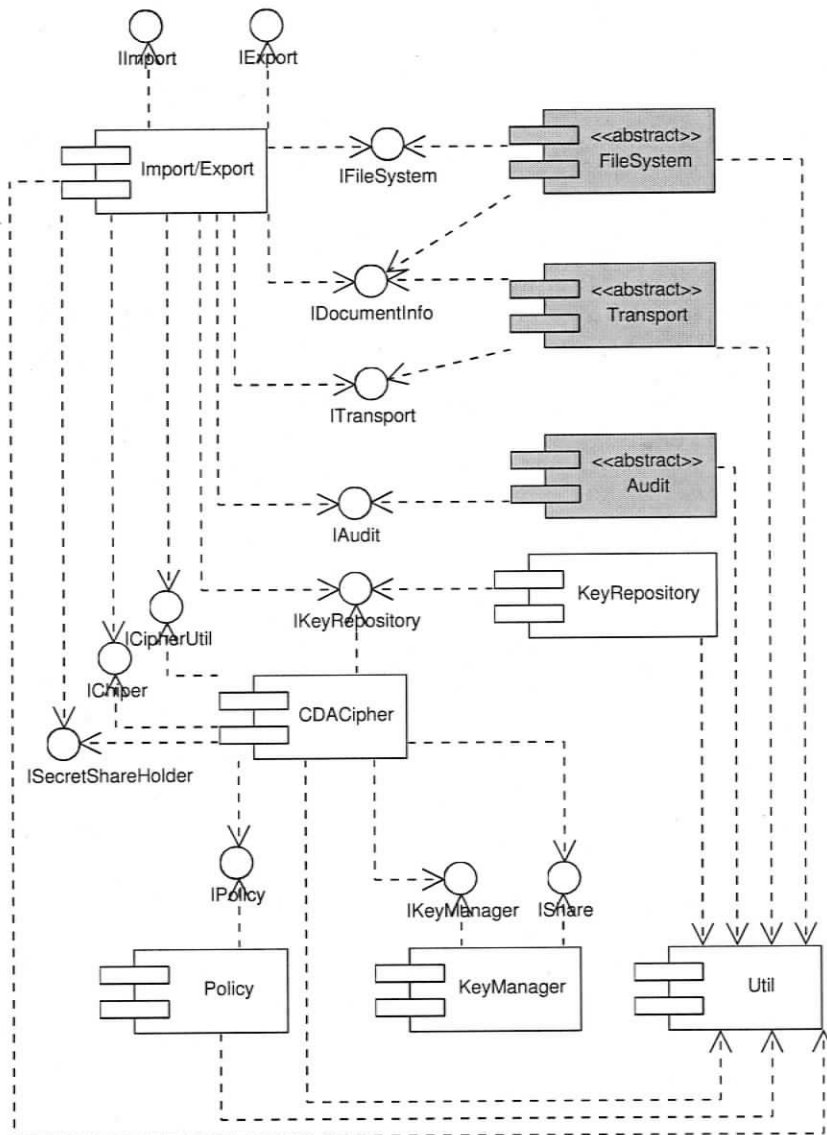 IImport
IExport
Import/Export
IFileSystem
<<abstract>>
FileSystem
IDocumentInfo
<<abstract>>
Transport
ITransport
<<abstract>>
Audit
IAudit
KeyRepository
IKeyRepository
ICipherUtil
IChiper
CDACipher
ISecretShareHolder
IPolicy
IKeyManager
IShare
Policy
KeyManager
Util